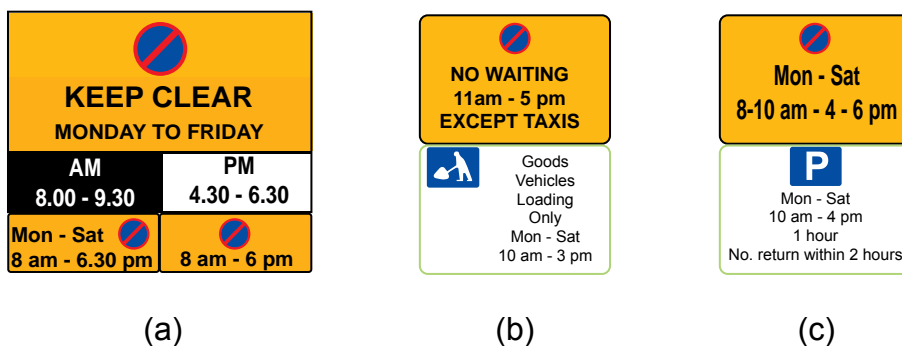 KEEP CLEAR
MONDAY TO FRIDAY
AM
8.00 - 9.30
PM
4.30 - 6.30
Mon - Sat
8 am - 6.30 pm
8 am - 6 pm
(a)
NO WAITING
11am - 5 pm
EXCEPT TAXIS
Goods
Vehicles
Loading
Only
Mon - Sat
10 am - 3 pm
(b)
Mon - Sat
8-10 am - 4 - 6 pm
P
Mon - Sat
10 am - 4 pm
1 hour
No. return within 2 hours
(c)